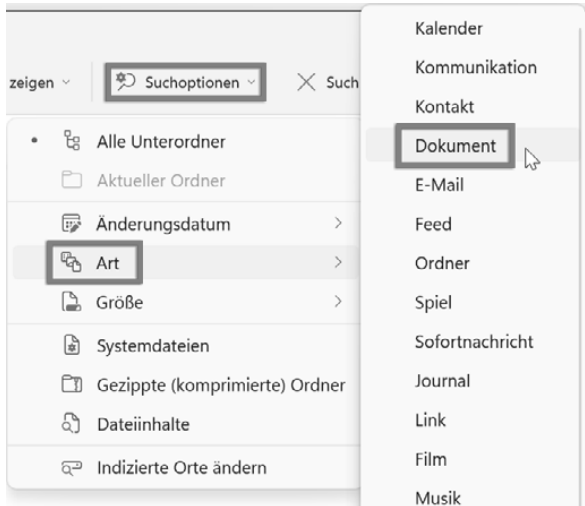 zeigen
Suchoptionen
Such
Alle Unterordner
Aktueller Ordner
Änderungsdatum
Art
Größe
Systemdateien
Gezippte (komprimierte) Ordner
Dateiinhalte
Indizierte Orte ändern
Kalender
Kommunikation
Kontakt
Dokument
E-Mail
Feed
Ordner
Spiel
Sofortnachricht
Journal
Link
Film
Musik